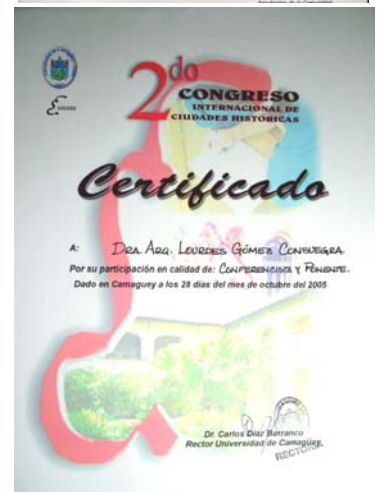 2do
CONGRESO
INTERNACIONAL DE
CIUDADES HISTÓRICAS
Certificado
A: DRA. ARQ. LOURDES GÓMEZ CONSUEGRA.
Por su participación en calidad de: CONFERENCISTA Y PONENTE.
Dado en Camaguey a los 28 días del mes de octubre del 2005
Dr. Carlos Díaz Barranco
Rector Universidad de Camagüey,
RECTOR